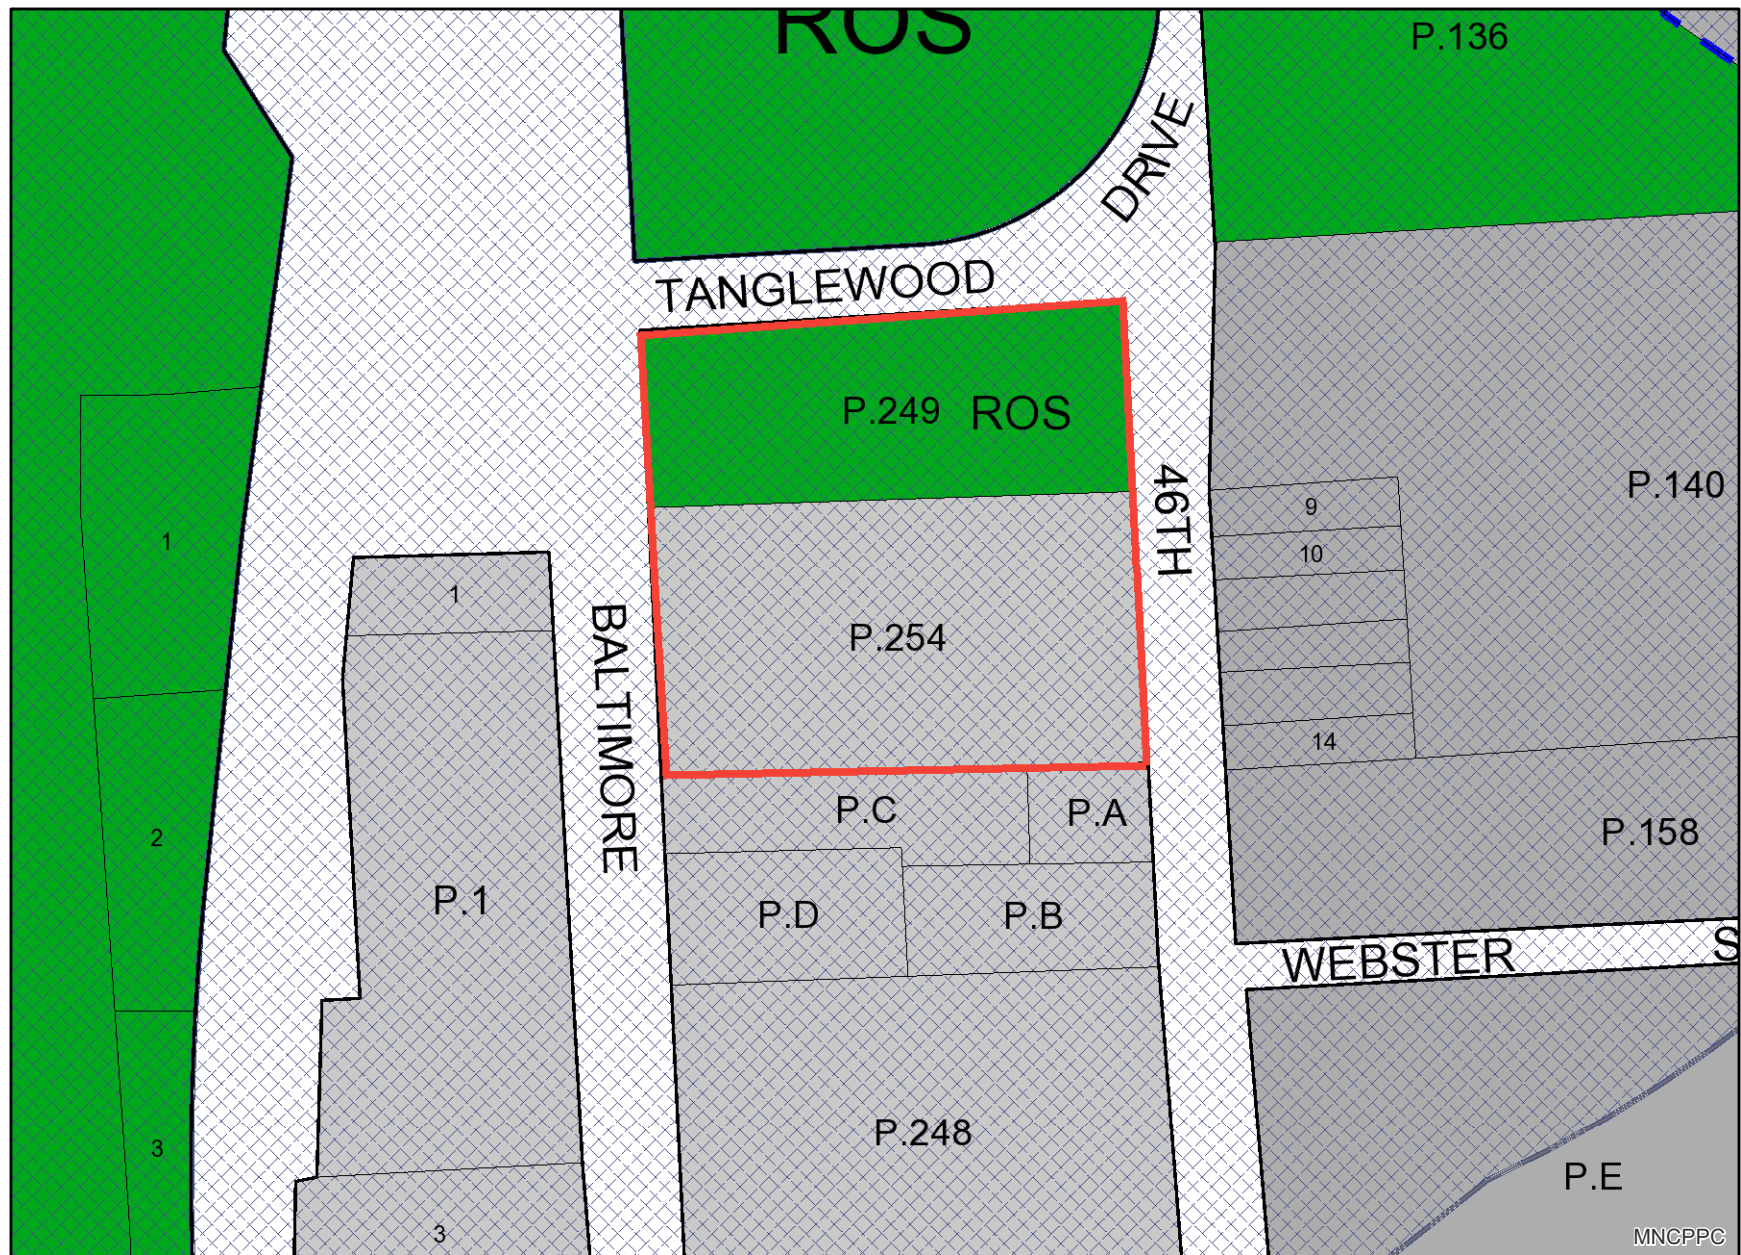 ROS
P.136
DRIVE
TANGLEWOOD
P.249 ROS
46TH
P.140
9
10
1
1
BALTIMORE
P.254
14
P.C
P.A
P.158
2
P.1
P.D
P.B
WEBSTER
S
P.248
3
P.E
3
MNCPPC